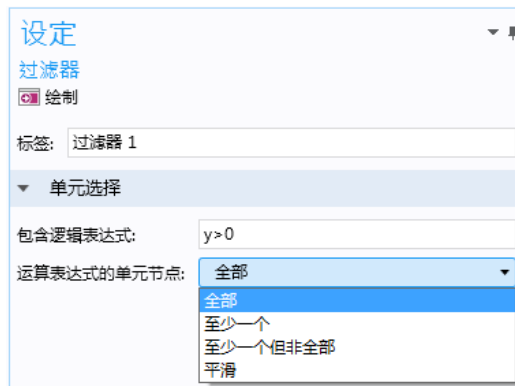 设定
过滤器
绘制
标签: 过滤器 1
单元选择
包含逻辑表达式: y>0
运算表达式的单元节点: 全部
全部
至少一个
至少一个但非全部
平滑